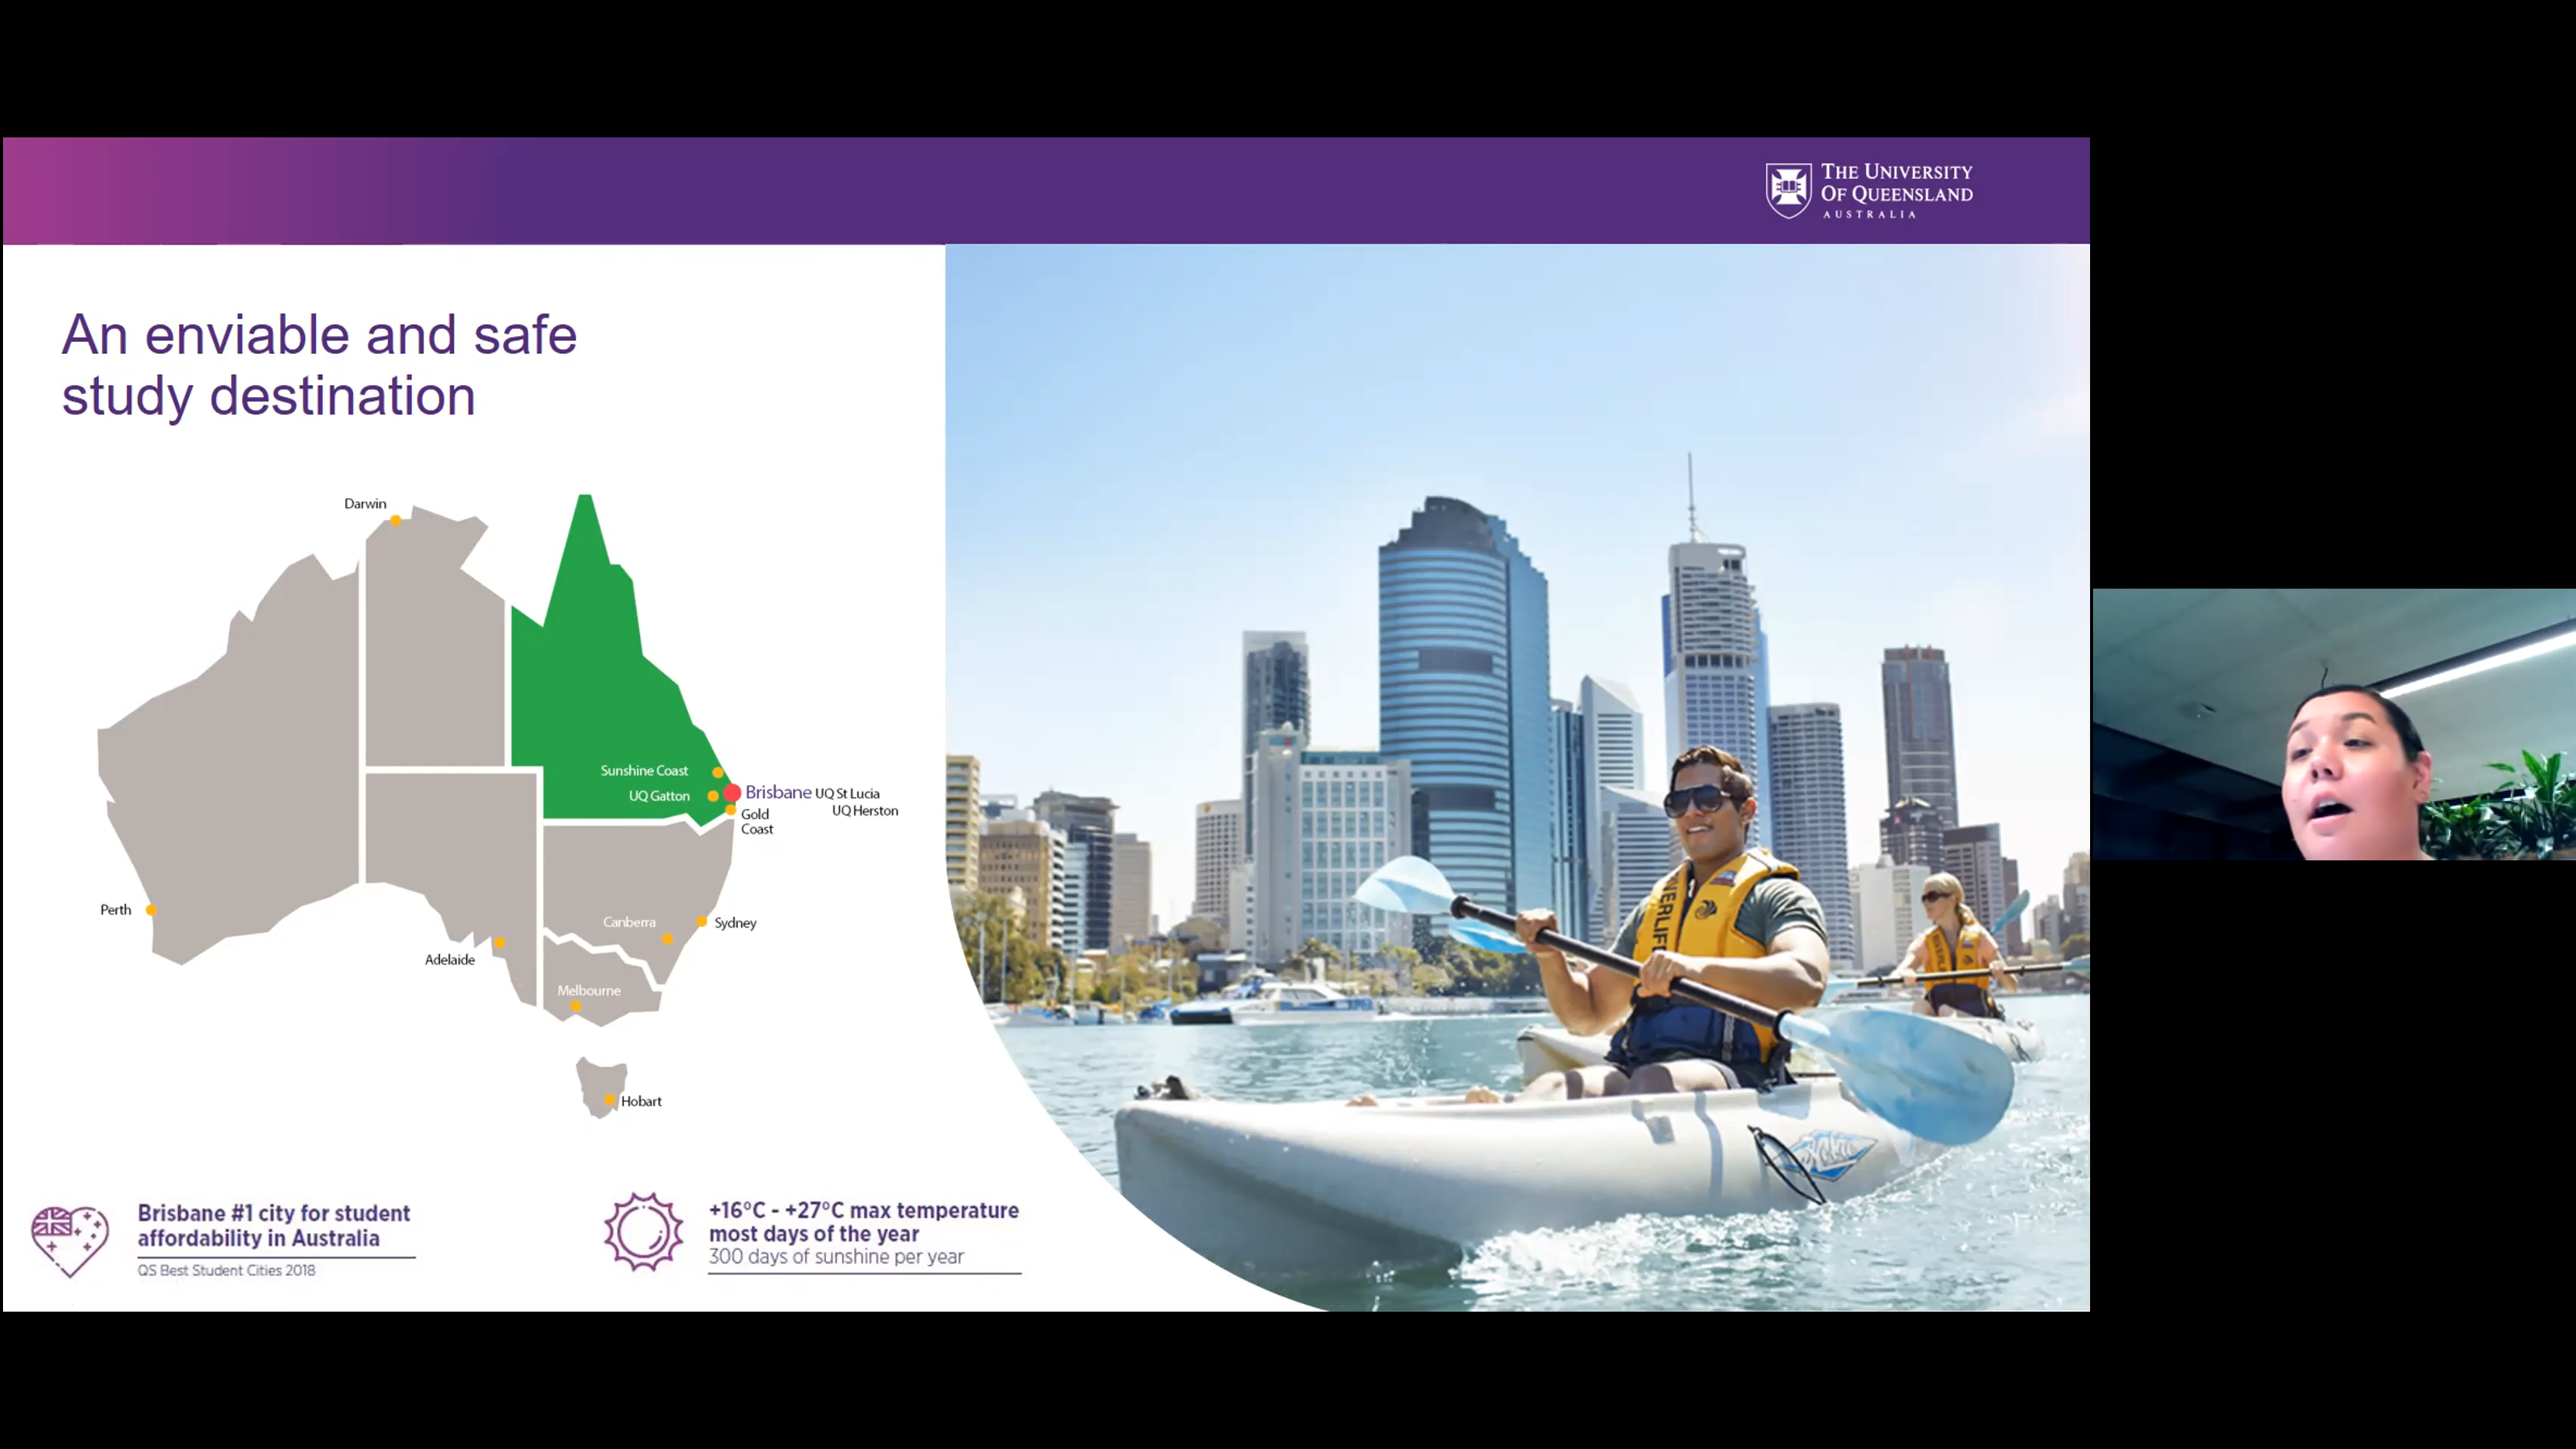 THE UNIVERSITY
OF QUEENSLAND
AUSTRALIA
An enviable and safe
study destination
Darwin
Sunshine Coast
UQ Gatton
Brisbane UQ St Lucia
UQ Herston
Gold
Coast
Perth
Canberra
Sydney
Adelaide
Melbourne
Hobart
Brisbane #1 city for student
affordability in Australia
QS Best Student Cities 2018
+16°C - +27°C max temperature
most days of the year
300 days of sunshine per year